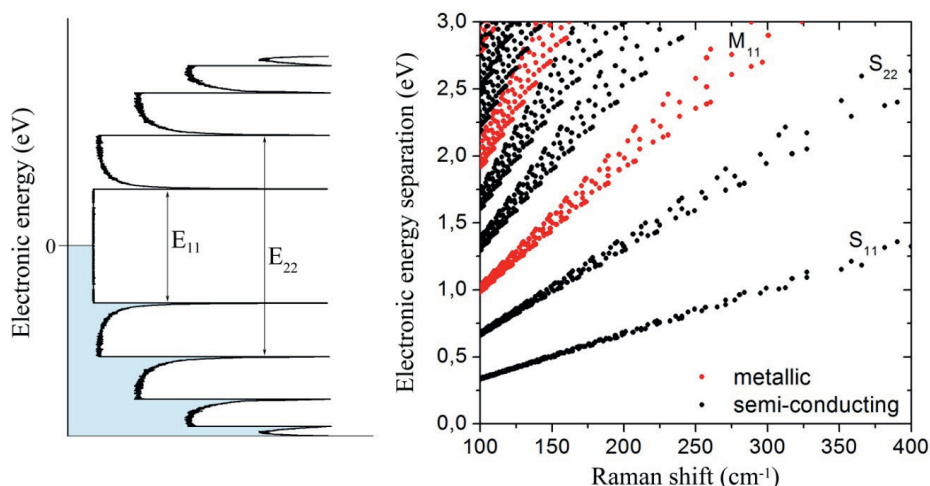 Electronic energy (eV)
0
E11
E22
Electronic energy separation (eV)
3,0
2,5
2,0
1,5
1,0
0,5
0,0
M11
S22
S11
metallic
semi-conducting
100 150 200 250 300 350 400
Raman shift (cm-1)